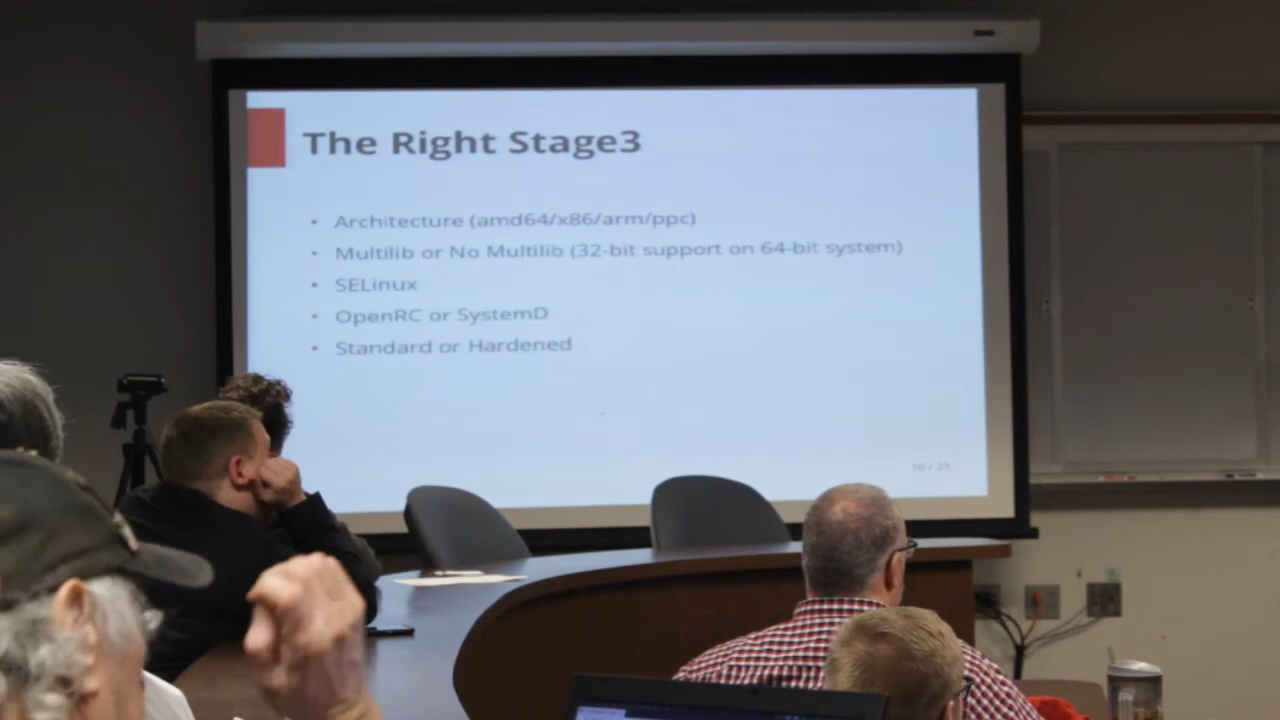 The Right Stage3
• Architecture (amd64/x86/arm/ppc)
• Multilib or No Multilib (32-bit support on 64-bit system)
• SELinux
• OpenRC or SystemD
• Standard or Hardened